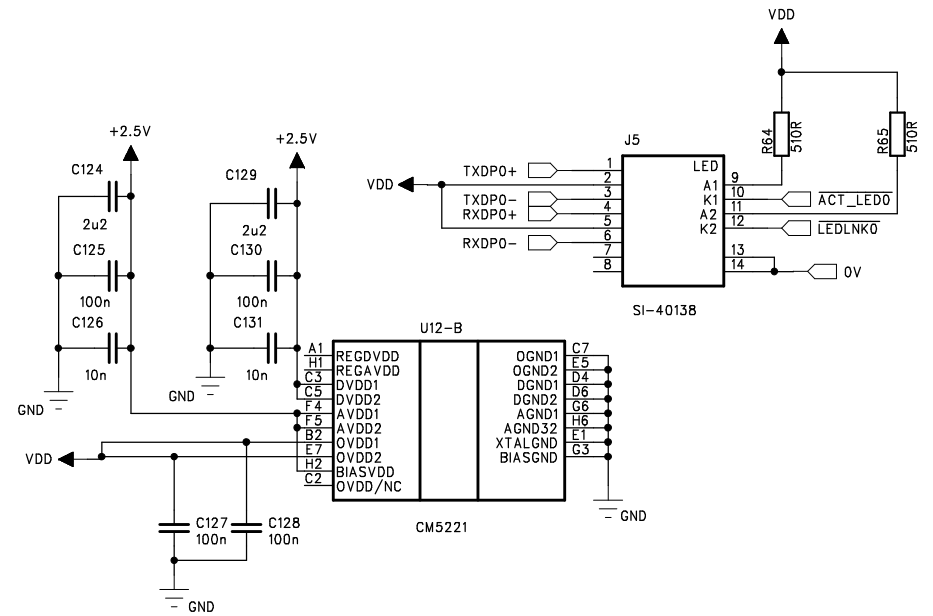 VDD
R64
510R
R65
510R
J5
LED
TXDP0+
1
2
VDD
TXDP0-
3
RXDP0+
4
5
RXDP0-
6
7
8
A1
9
K1
10
ACT_LED0
A2
11
K2
12
LEDLNK0
13
14
0V
SI-40138
+2.5V
C124
2u2
C125
100n
C126
10n
GND
+2.5V
C129
2u2
C130
100n
C131
10n
GND
U12-B
A1 REGDVDD
H1 REGAVDD
C3 DVDD1
C5 DVDD2
F4 AVDD1
F5 AVDD2
B2 OVDD1
E7 OVDD2
H2 BIASVDD
C2 OVDD/NC
OGND1 C7
OGND2 E5
DGND1 D4
DGND2 D6
AGND1 G6
AGND32 H6
XTALGND E1
BIASGND G3
GND
CM5221
VDD
C127
100n
C128
100n
GND